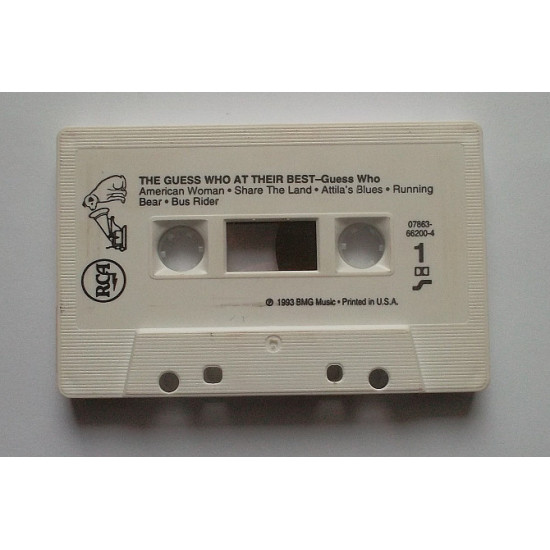 THE GUESS WHO AT THEIR BEST–Guess Who
American Woman • Share The Land • Attila's Blues • Running
Bear • Bus Rider
07863-
66200-4
1
RCA
℗ 1993 BMG Music • Printed in U.S.A.